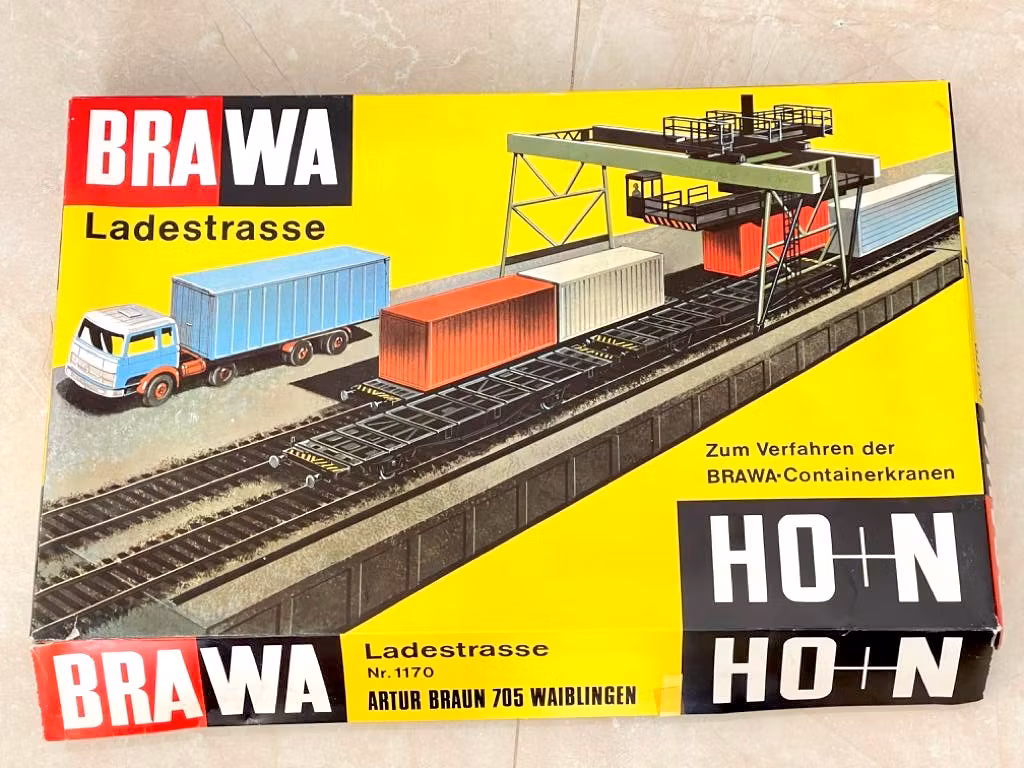 BRAWA
Ladestrasse
Zum Verfahren der
BRAWA-Containerkranen
HO+N
BRAWA
Ladestrasse
Nr. 1170
ARTUR BRAUN 705 WAIBLINGEN
HO+N